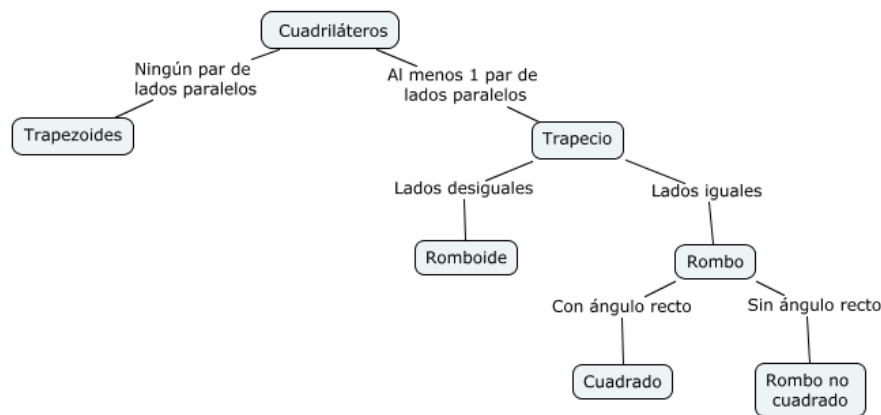 Cuadriláteros
Ningún par de
lados paralelos
Al menos 1 par de
lados paralelos
Trapezoides
Trapecio
Lados desiguales
Lados iguales
Romboide
Rombo
Con ángulo recto
Sin ángulo recto
Cuadrado
Rombo no
cuadrado